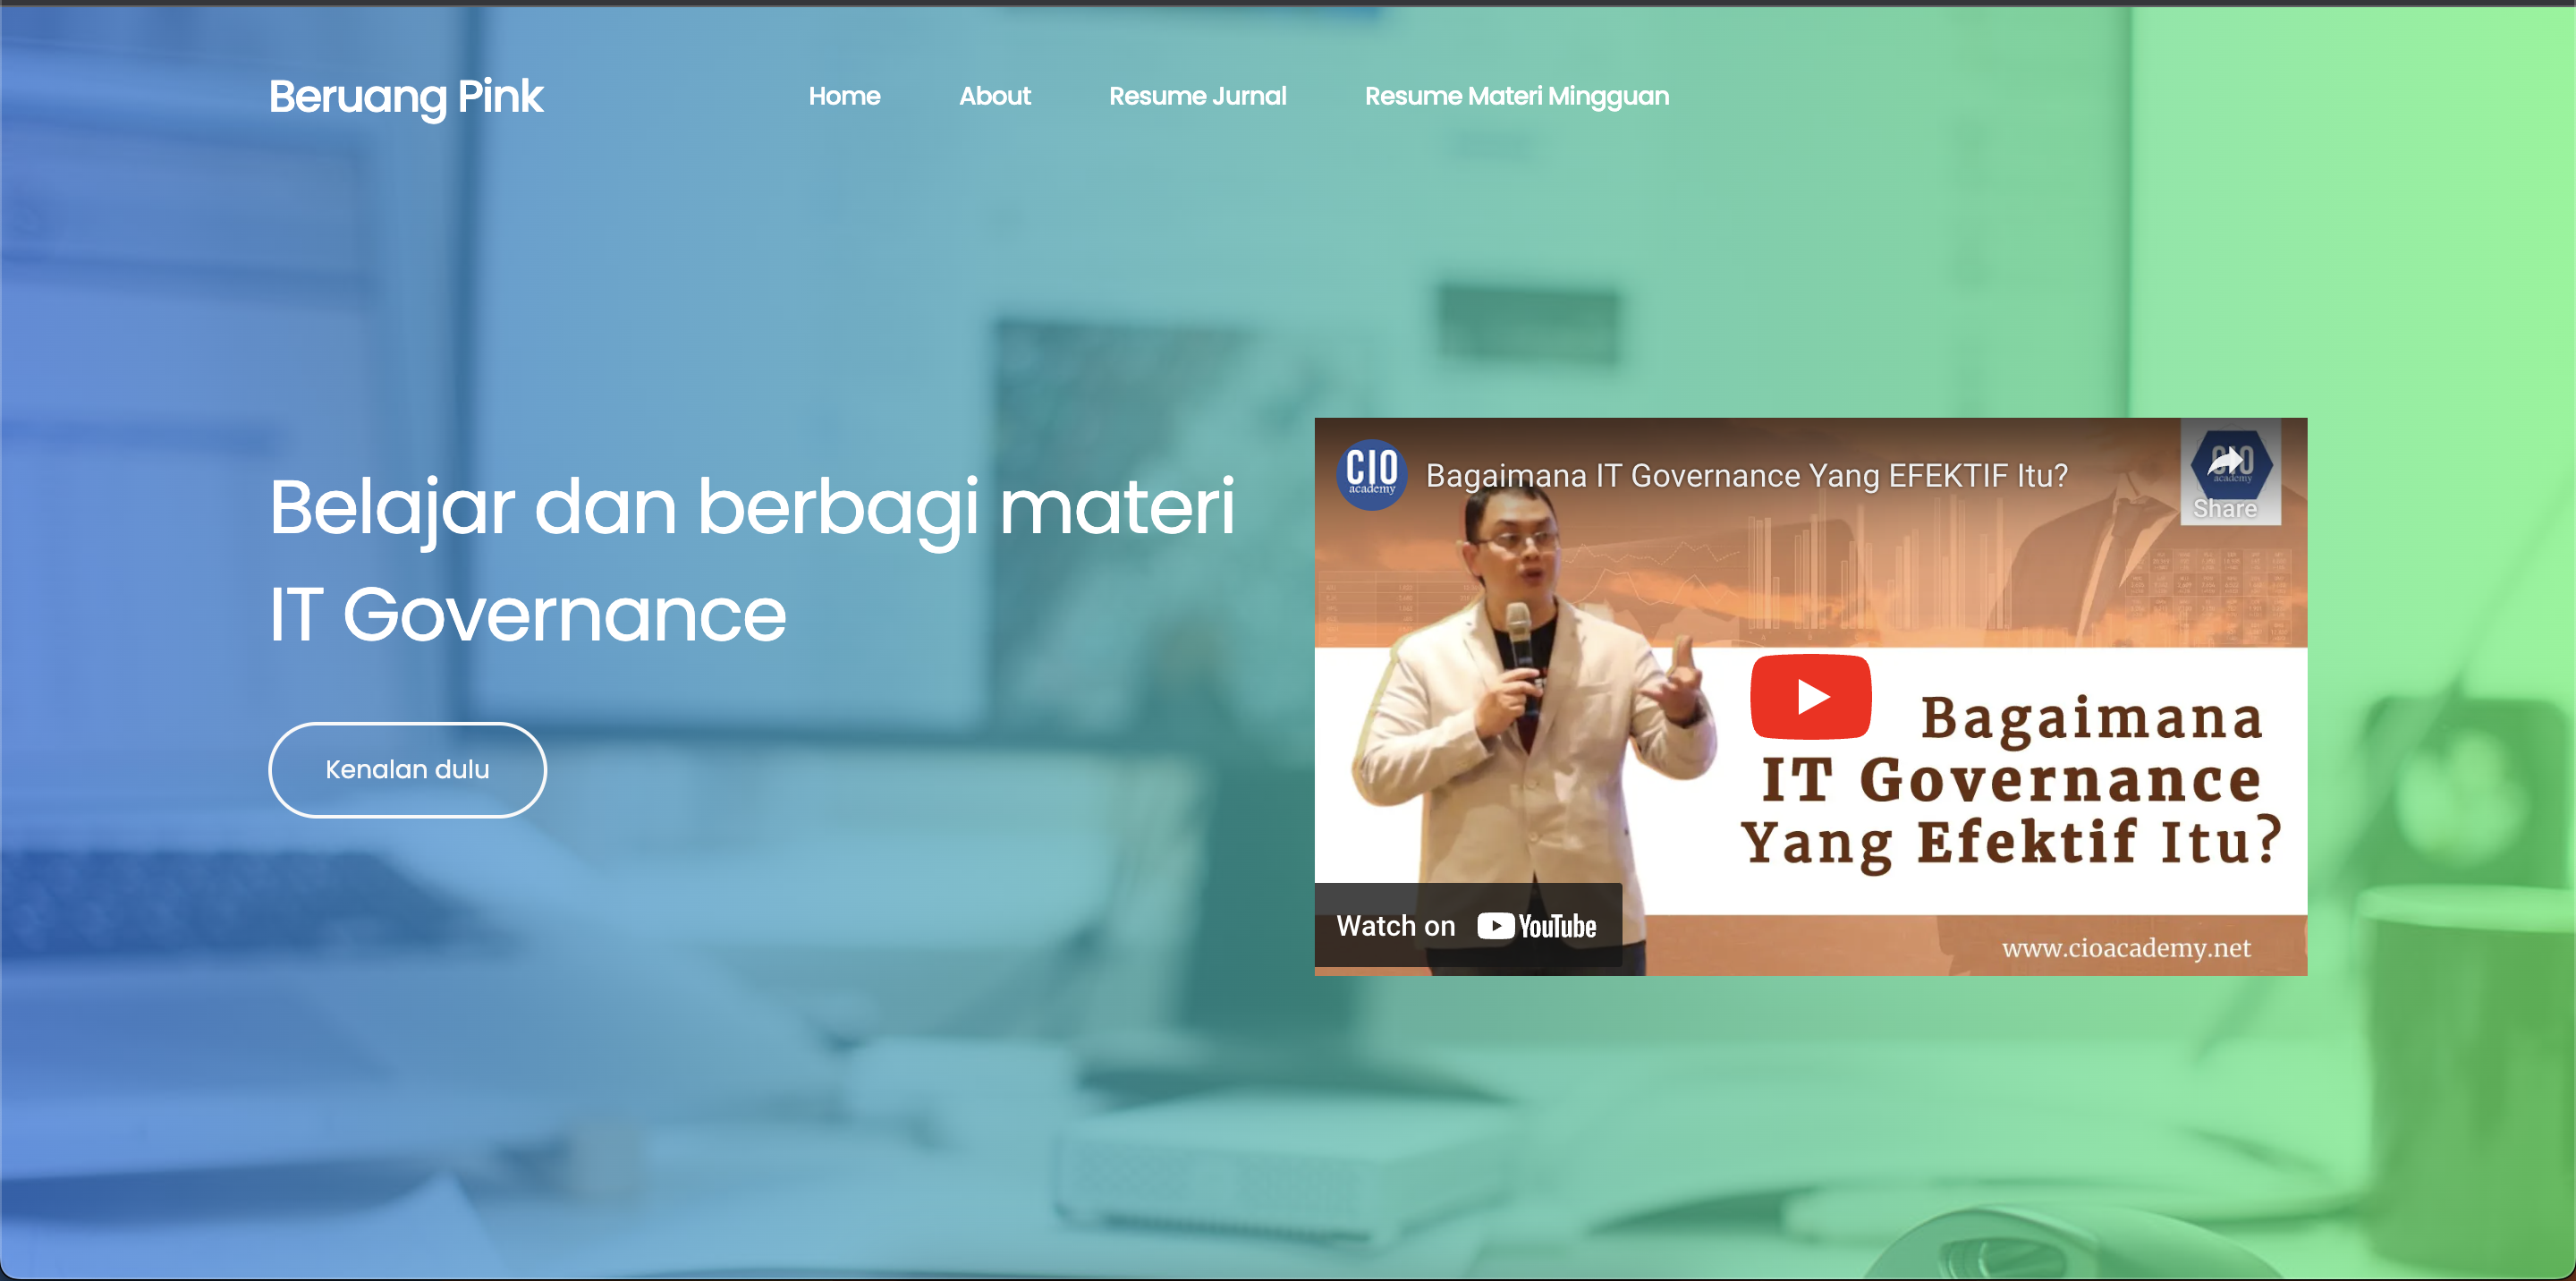 Beruang Pink
Home
About
Resume Jurnal
Resume Materi Mingguan
Belajar dan berbagi materi
IT Governance
Kenalan dulu
CIO
academy
Bagaimana IT Governance Yang EFEKTIF Itu?
CIO
academy
Share
Bagaimana
IT Governance
Yang Efektif Itu?
Watch on YouTube
www.cioacademy.net